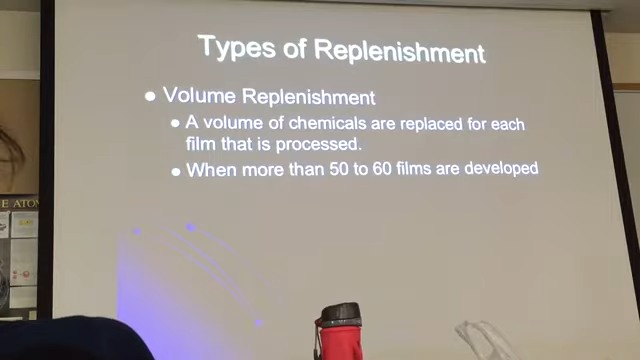 Types of Replenishment
● Volume Replenishment
● A volume of chemicals are replaced for each
film that is processed.
● When more than 50 to 60 films are developed
E ATOM